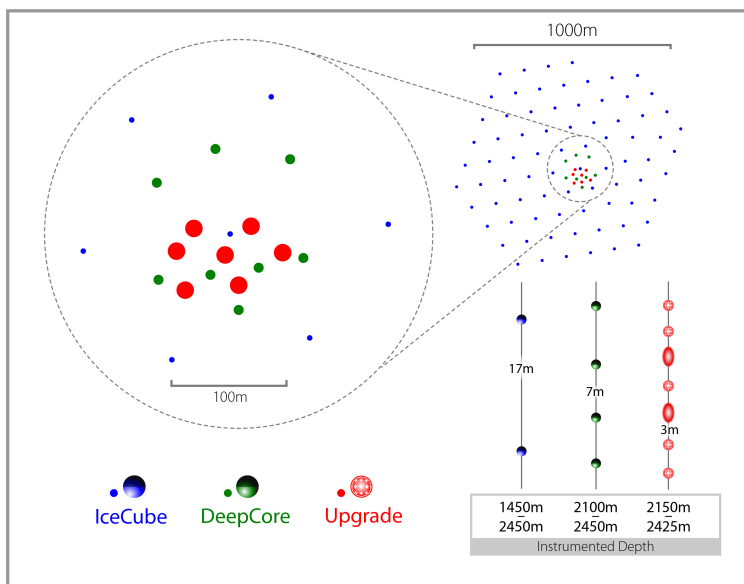 1000m
100m
17m
7m
3m
IceCube
DeepCore
Upgrade
1450m
–
2450m
2100m
–
2450m
2150m
–
2425m
Instrumented Depth